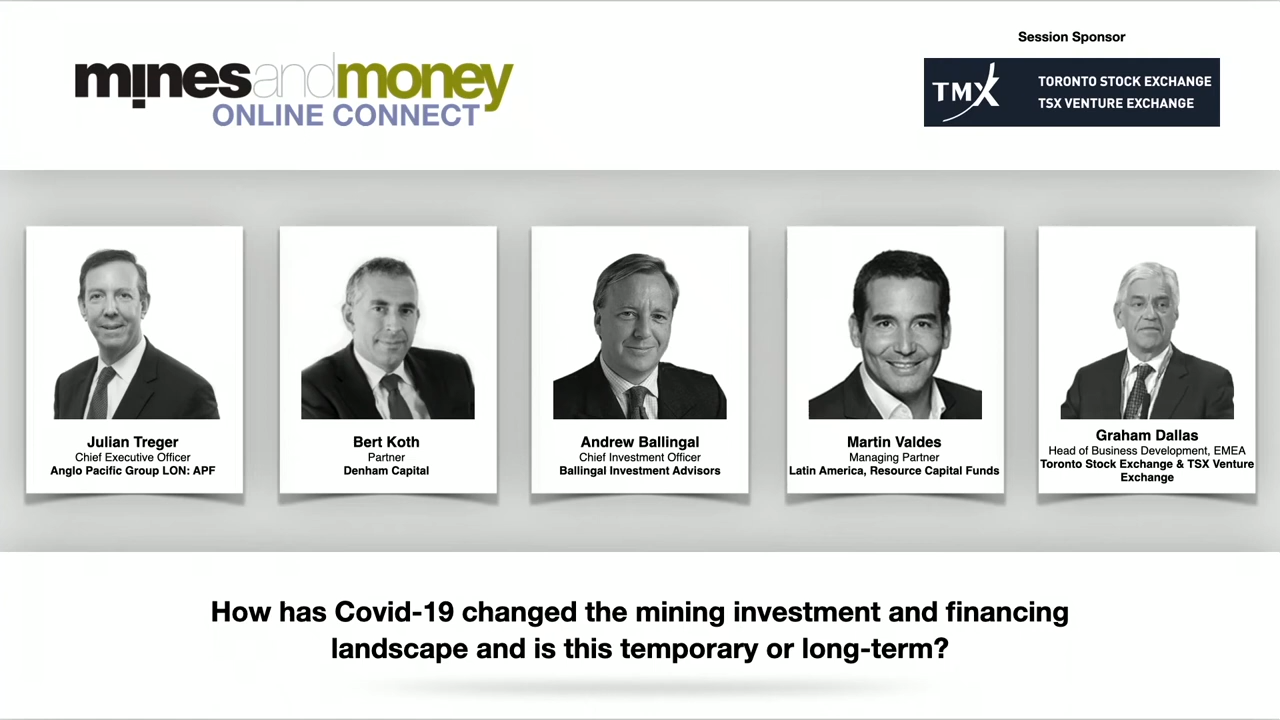 Session Sponsor
minesandmoney
ONLINE CONNECT
TMX
TORONTO STOCK EXCHANGE
TSX VENTURE EXCHANGE
Julian Treger
Chief Executive Officer
Anglo Pacific Group LON: APF
Bert Koth
Partner
Denham Capital
Andrew Ballingal
Chief Investment Officer
Ballingal Investment Advisors
Martin Valdes
Managing Partner
Latin America, Resource Capital Funds
Graham Dallas
Head of Business Development, EMEA
Toronto Stock Exchange & TSX Venture
Exchange
How has Covid-19 changed the mining investment and financing
landscape and is this temporary or long-term?